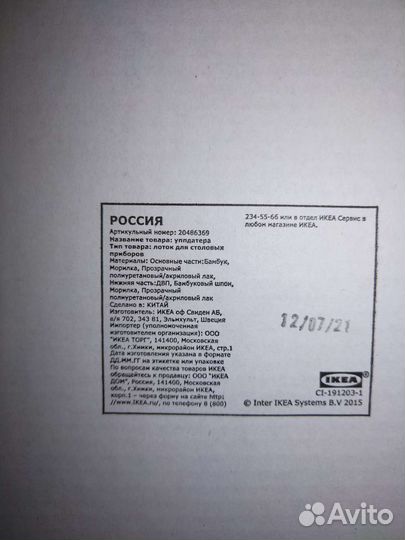 РОССИЯ
Артикульный номер: 20486369
Название товара: уппдатера
Тип товара: лоток для столовых
приборов
Материалы: Основные части:Бамбук,
Морилка, Прозрачный
полиуретановый/акриловый лак,
Нижняя часть:ДВП, Бамбуковый шпон,
Морилка, Прозрачный
полиуретановый/акриловый лак
Сделано в: КИТАЙ
Изготовитель: ИКЕА оф Свиден АБ,
а/я 702, 343 81, Эльмхульт, Швеция
Импортер (уполномоченная
изготовителем организация): ООО
"ИКЕА ТОРГ", 141400, Московская
обл., г.Химки, микрорайон ИКЕА, стр.1
Дата изготовления указана в формате
ДД.ММ.ГГ на этикетке или упаковке
По вопросам качества товаров ИКЕА
обращайтесь к продавцу: ООО "ИКЕА
ДОМ", Россия, 141400, Московская
обл., г.Химки, микрорайон ИКЕА,
корп.1 – через форму на сайте http:
//www.IKEA.ru/, по телефону 8 (800)
234-55-66 или в отдел ИКЕА Сервис в
любом магазине ИКЕА.
12/07/21
IKEA
CI-191203-1
© Inter IKEA Systems B.V 2015
Avito